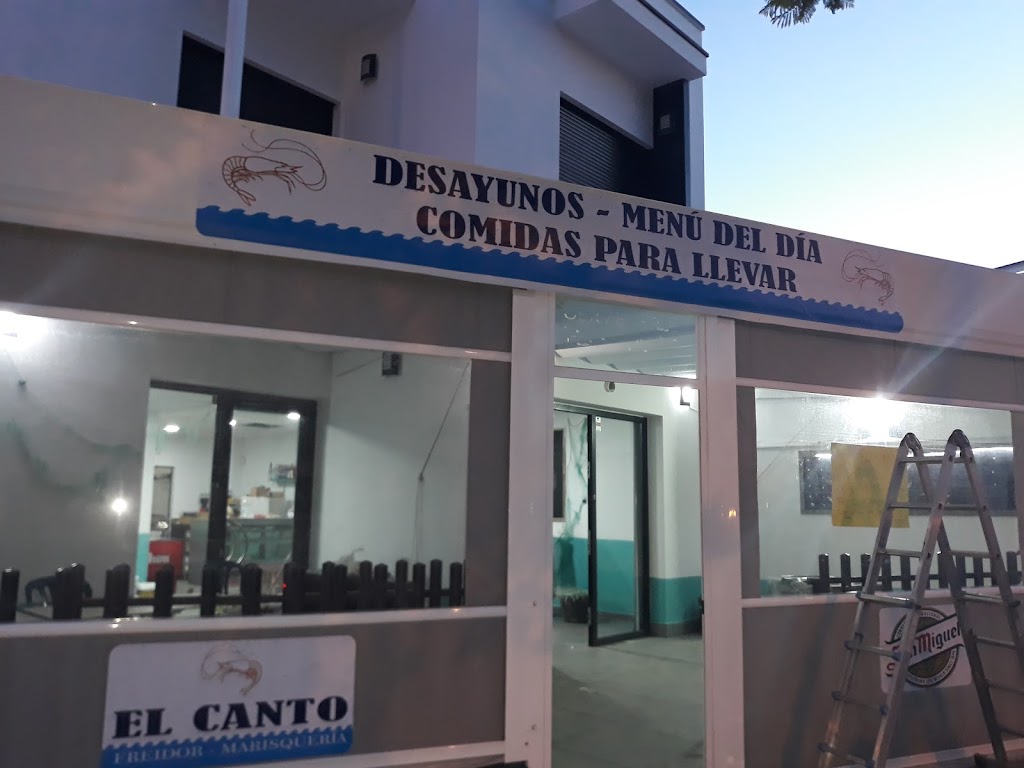 DESAYUNOS - MENÚ DEL DÍA
COMIDAS PARA LLEVAR
EL CANTO
FREIDOR - MARISQUERÍA
San Miguel